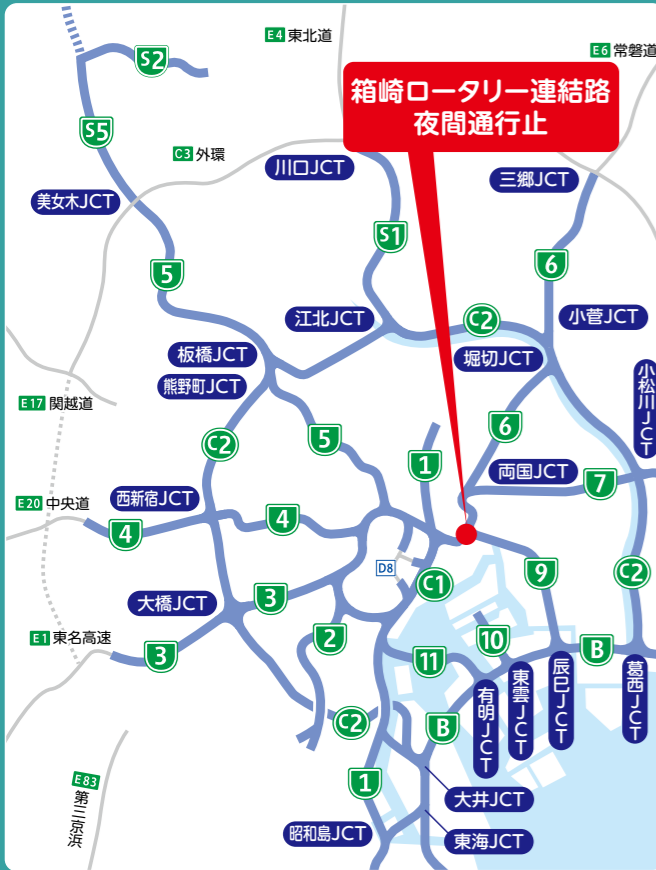 E4 東北道
E6 常磐道
S2
箱崎ロータリー連結路
夜間通行止
S5
C3 外環
川口JCT
三郷JCT
美女木JCT
S1
5
6
江北JCT
C2
小菅JCT
板橋JCT
堀切JCT
熊野町JCT
小松川JCT
E17 関越道
6
C2
5
1
両国JCT
7
E20 中央道
西新宿JCT
4
4
D8
9
C2
C1
大橋JCT
3
2
10
E1 東名高速
3
11
B
有明JCT
東雲JCT
辰巳JCT
葛西JCT
C2
B
E83
第三京浜
1
大井JCT
昭和島JCT
東海JCT